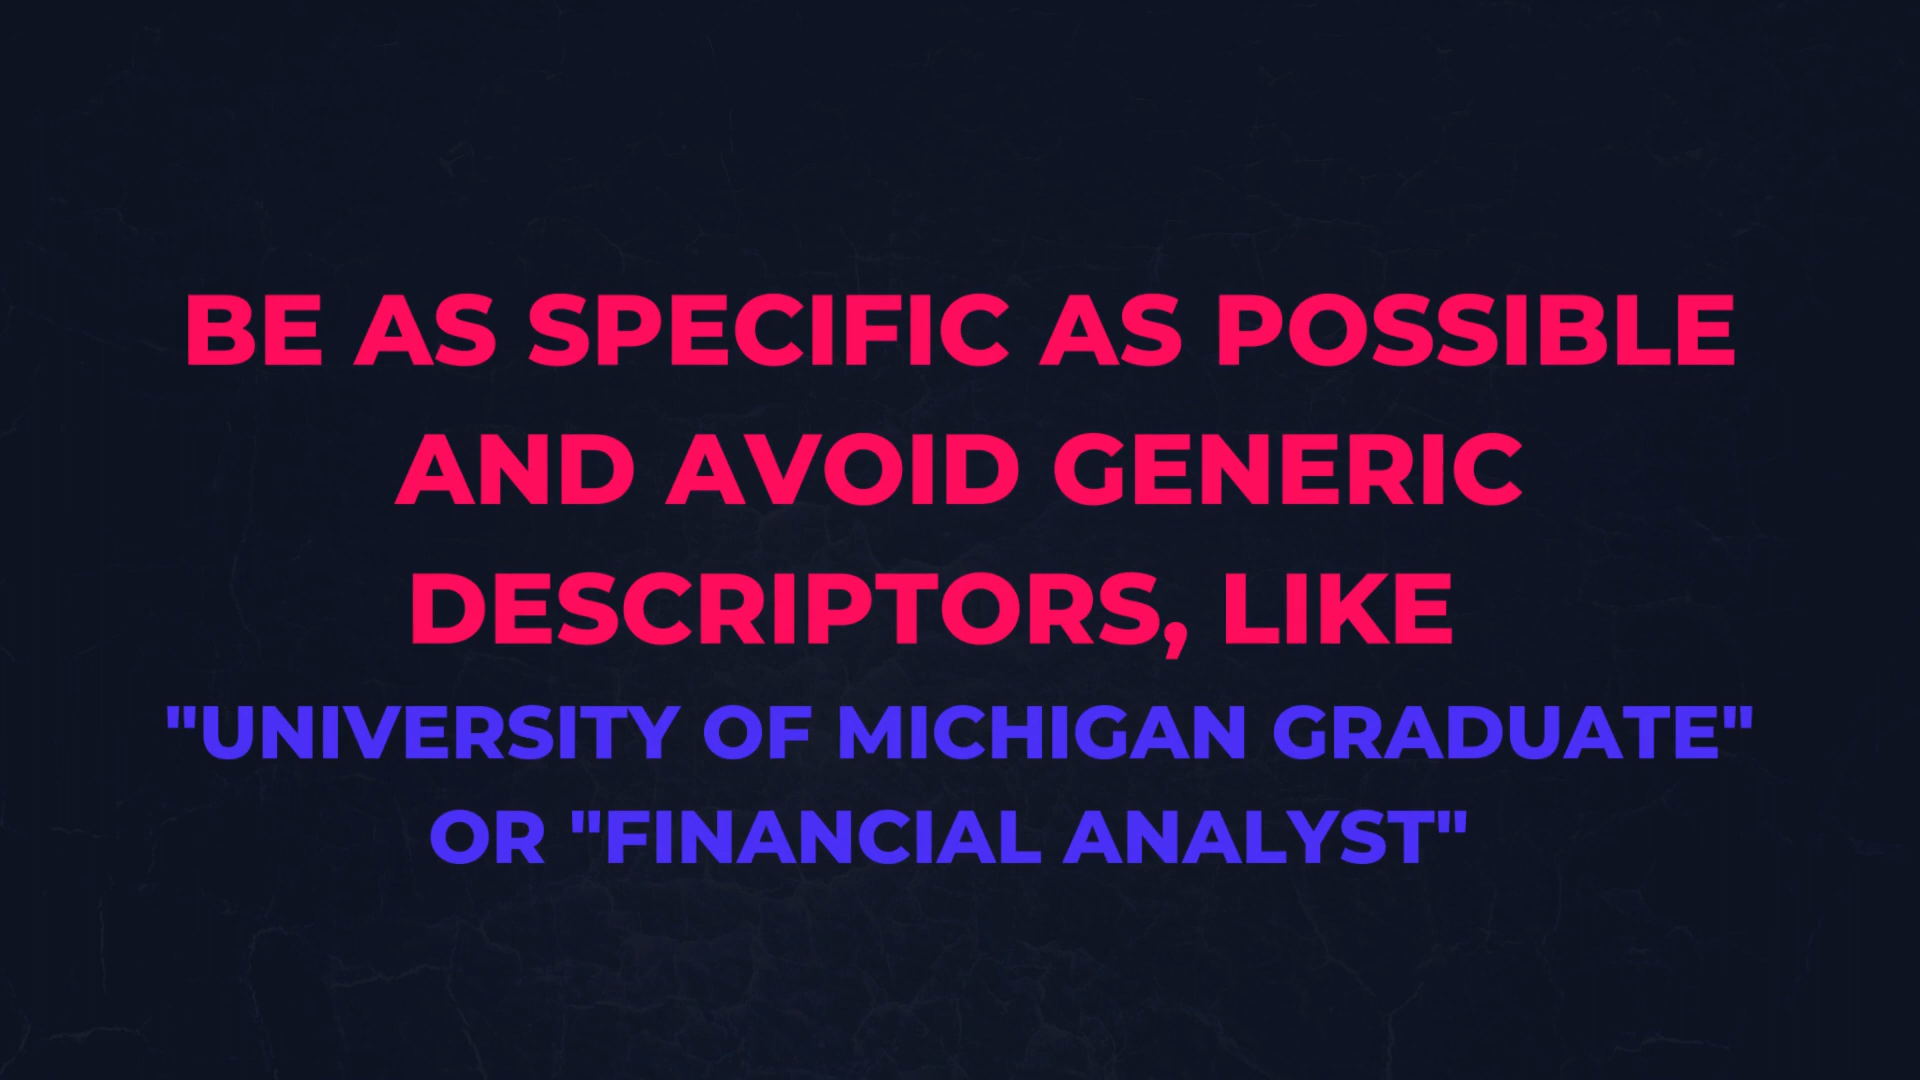 BE AS SPECIFIC AS POSSIBLE
AND AVOID GENERIC
DESCRIPTORS, LIKE
"UNIVERSITY OF MICHIGAN GRADUATE"
OR "FINANCIAL ANALYST"